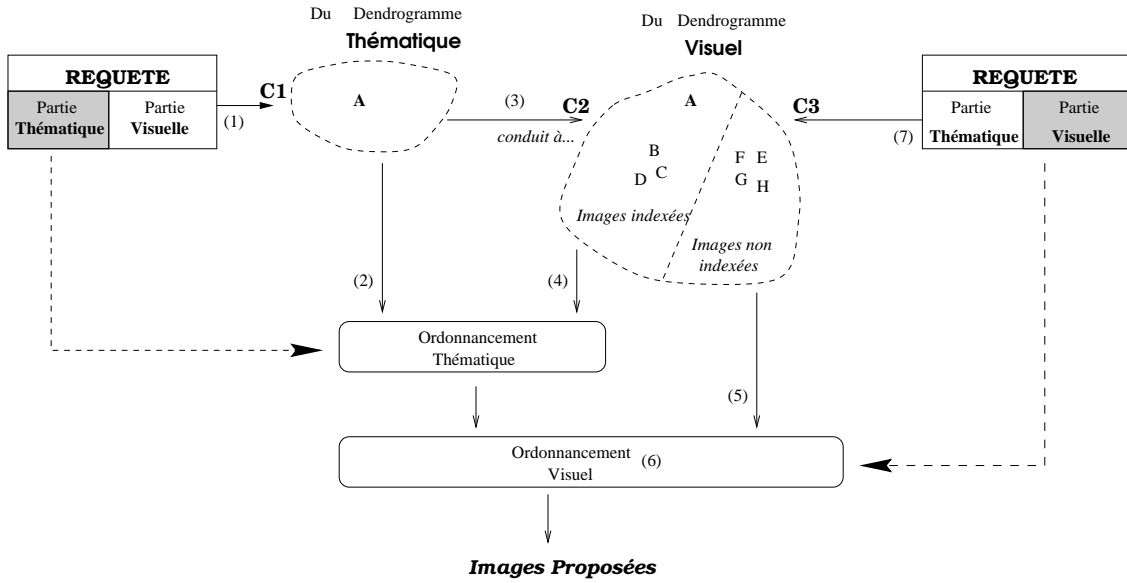 Du Dendrogramme
Thématique
Du Dendrogramme
Visuel
REQUETE
Partie
Thématique
Partie
Visuelle
(1)
C1
A
(3)
conduit à...
C2
A
B
C
D
Images indexées
F E
G H
Images non
indexées
C3
(7)
REQUETE
Partie
Thématique
Partie
Visuelle
(2)
(4)
Ordonnancement
Thématique
(5)
Ordonnancement
Visuel
(6)
Images Proposées